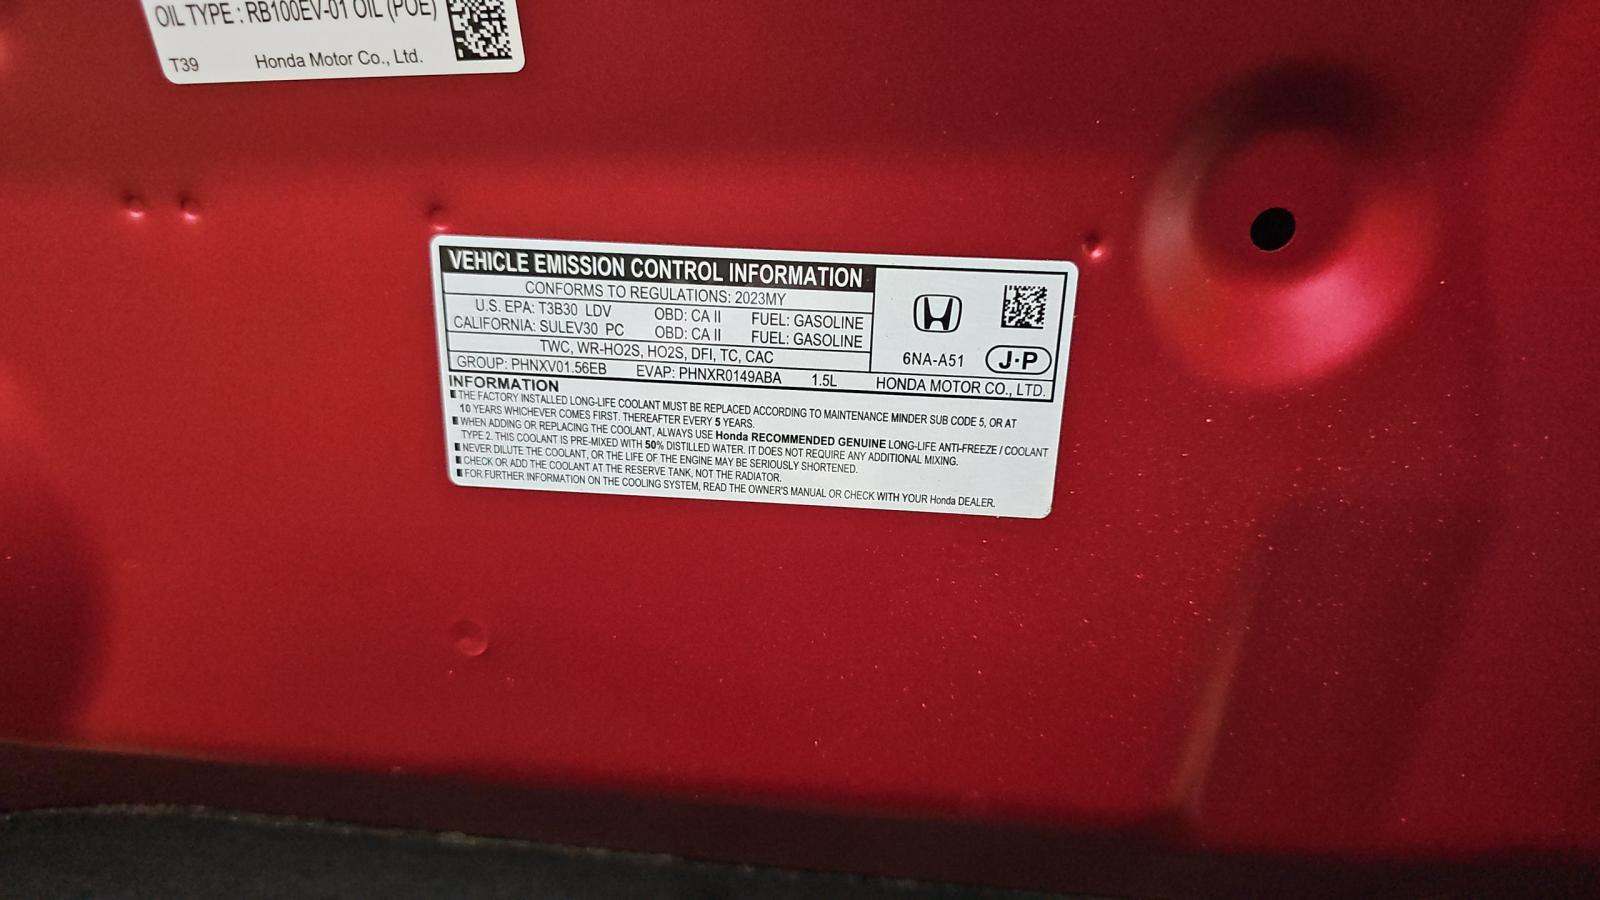 OIL TYPE : RB100EV-01 OIL (POE)
T39 Honda Motor Co., Ltd.
VEHICLE EMISSION CONTROL INFORMATION
CONFORMS TO REGULATIONS: 2023MY
U.S. EPA: T3B30 LDV OBD: CA II FUEL: GASOLINE
CALIFORNIA: SULEV30 PC OBD: CA II FUEL: GASOLINE
TWC, WR-HO2S, HO2S, DFI, TC, CAC
6NA-A51 J·P
GROUP: PHNXV01.56EB EVAP: PHNXR0149ABA 1.5L HONDA MOTOR CO., LTD.
INFORMATION
THE FACTORY INSTALLED LONG-LIFE COOLANT MUST BE REPLACED ACCORDING TO MAINTENANCE MINDER SUB CODE 5, OR AT
10 YEARS WHICHEVER COMES FIRST. THEREAFTER EVERY 5 YEARS.
WHEN ADDING OR REPLACING THE COOLANT, ALWAYS USE Honda RECOMMENDED GENUINE LONG-LIFE ANTI-FREEZE / COOLANT
TYPE 2. THIS COOLANT IS PRE-MIXED WITH 50% DISTILLED WATER. IT DOES NOT REQUIRE ANY ADDITIONAL MIXING.
NEVER DILUTE THE COOLANT, OR THE LIFE OF THE ENGINE MAY BE SERIOUSLY SHORTENED.
CHECK OR ADD THE COOLANT AT THE RESERVE TANK, NOT THE RADIATOR.
FOR FURTHER INFORMATION ON THE COOLING SYSTEM, READ THE OWNER'S MANUAL OR CHECK WITH YOUR Honda DEALER.